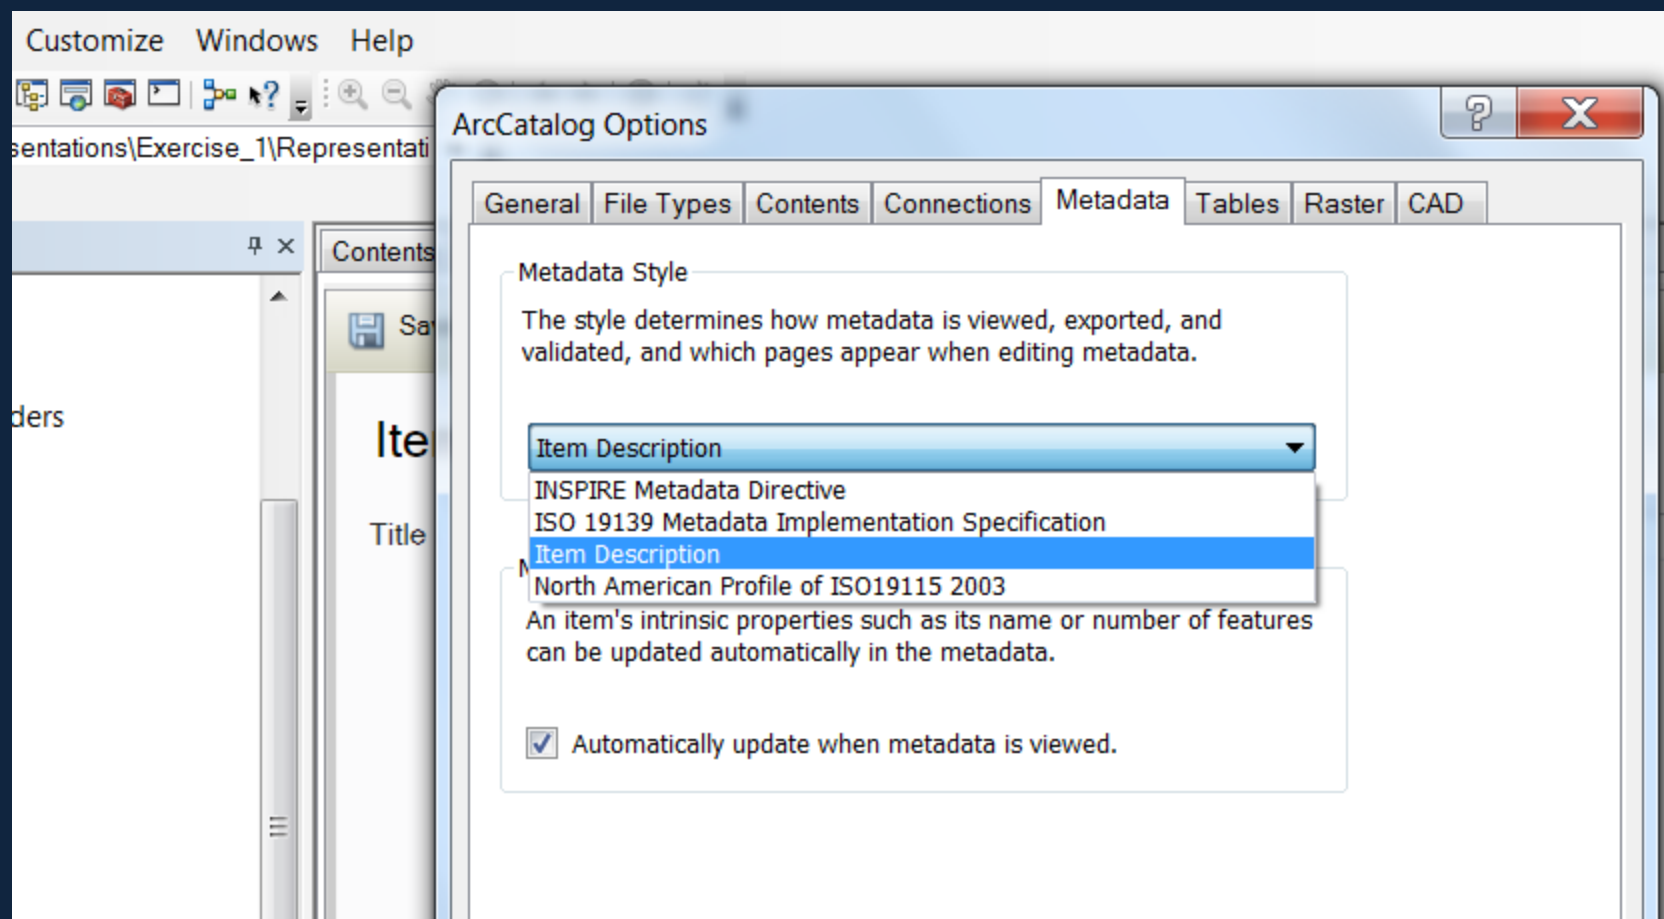 Customize Windows Help
sentations\Exercise_1\Representati
ArcCatalog Options
General File Types Contents Connections Metadata Tables Raster CAD
Contents
Metadata Style
The style determines how metadata is viewed, exported, and
validated, and which pages appear when editing metadata.
ders
Item Description
INSPIRE Metadata Directive
ISO 19139 Metadata Implementation Specification
Title
Item Description
North American Profile of ISO19115 2003
An item's intrinsic properties such as its name or number of features
can be updated automatically in the metadata.
Automatically update when metadata is viewed.